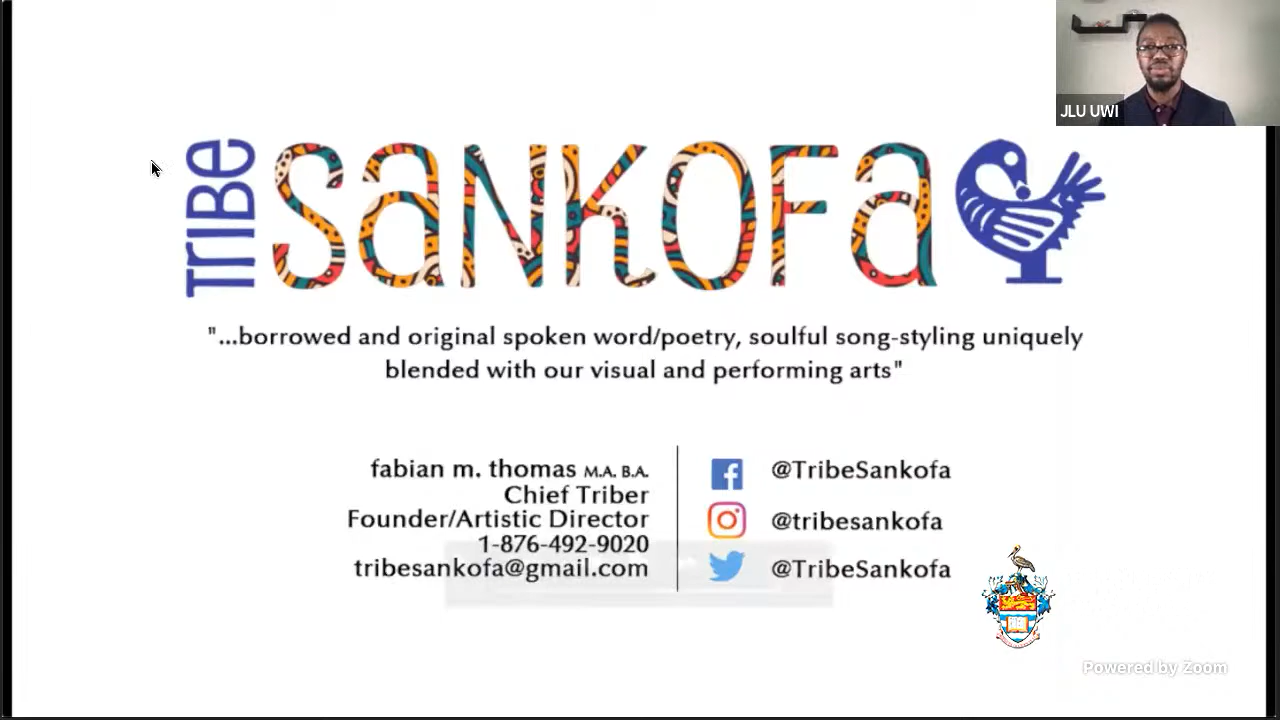 JLU UWI
TRIBE
SANKOFA
"...borrowed and original spoken word/poetry, soulful song-styling uniquely
blended with our visual and performing arts"
fabian m. thomas M.A. B.A.
Chief Triber
Founder/Artistic Director
1-876-492-9020
tribesankofa@gmail.com
@TribeSankofa
@tribesankofa
@TribeSankofa
Powered by Zoom